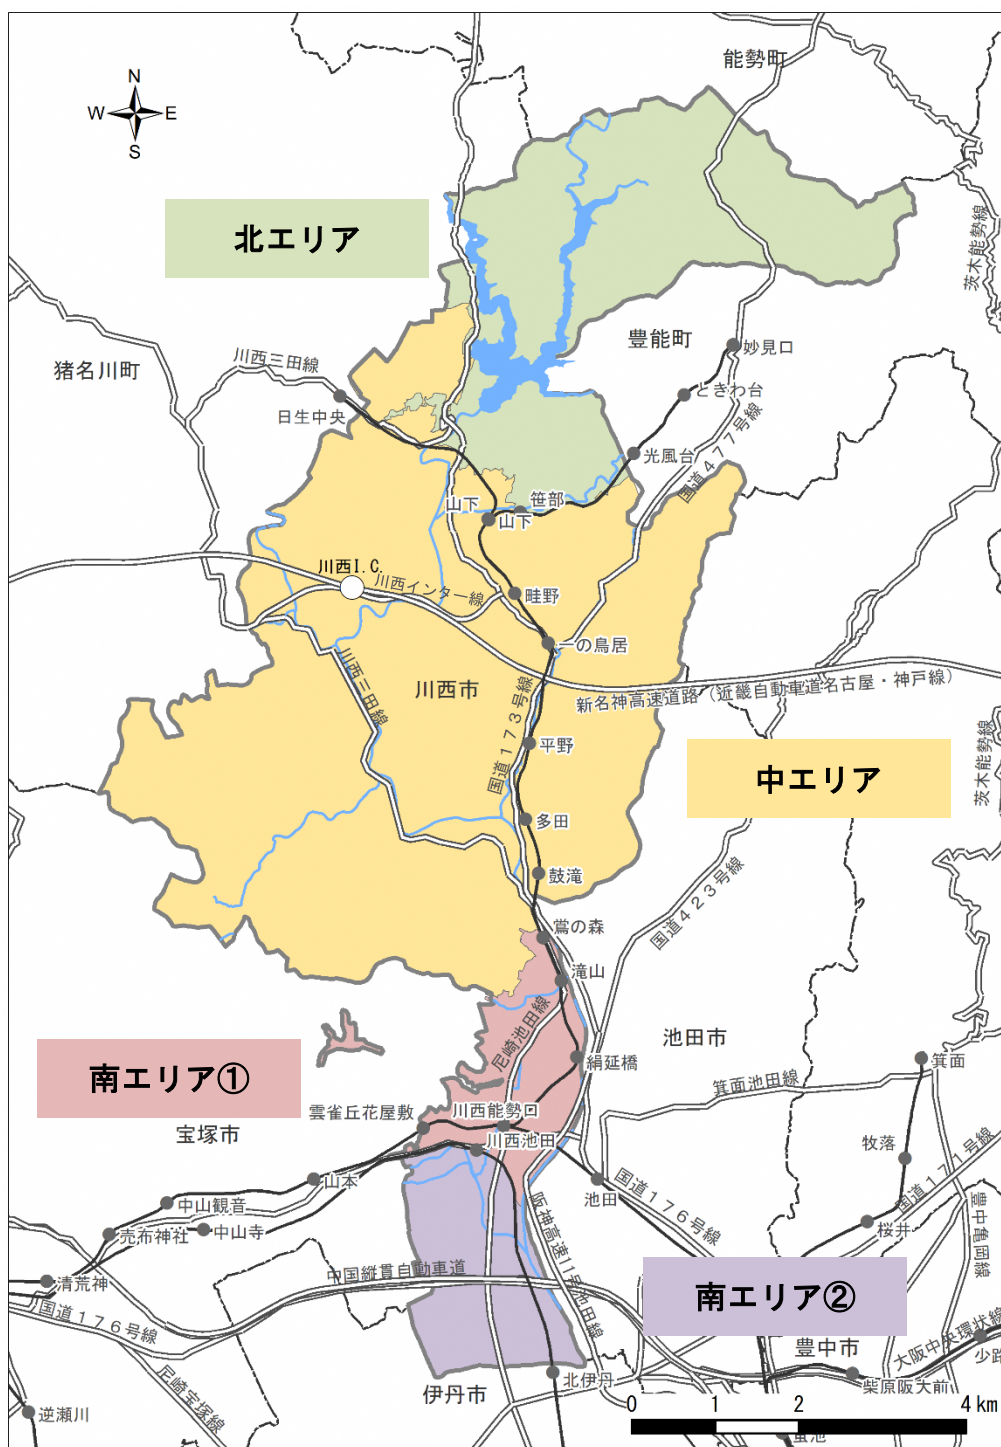 能勢町
N
W
E
S
北エリア
茨木能勢線
豊能町
妙見口
川西三田線
猪名川町
ときわ台
日生中央
光風台
国道477号線
笹部
山下
山下
川西I.C.
川西インター線
畦野
一の鳥居
川西三田線
川西市
新名神高速道路（近畿自動車道名古屋・神戸線）
国道173号線
平野
中エリア
茨木能勢線
多田
鼓滝
国道423号線
鴬の森
滝山
尼崎池田線
池田市
南エリア①
絹延橋
箕面
箕面池田線
雲雀丘花屋敷
川西能勢口
宝塚市
川西池田
牧落
国道171号線
山本
池田
国道176号線
中山観音
阪神高速11号池田線
売布神社
中山寺
桜井
豊中亀岡線
清荒神
中国縦貫自動車道
南エリア②
国道176号線
大阪中央環状線
豊中市
少路
尼崎宝塚線
伊丹市
北伊丹
柴原阪大前
逆瀬川
0
1
2
4 km
蛍池